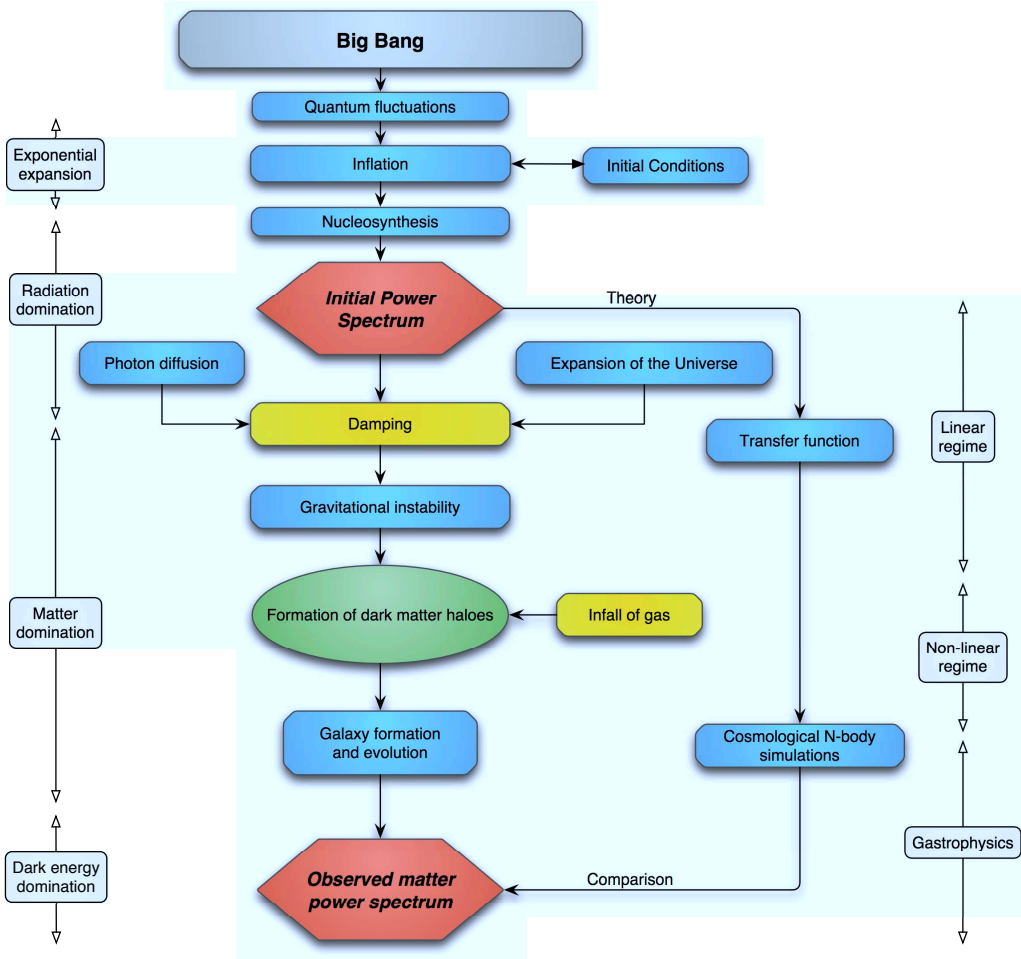 Big Bang
Quantum fluctuations
Exponential
expansion
Inflation
Initial Conditions
Nucleosynthesis
Radiation
domination
Initial Power
Spectrum
Theory
Photon diffusion
Expansion of the Universe
Damping
Transfer function
Linear
regime
Gravitational instability
Matter
domination
Formation of dark matter haloes
Infall of gas
Non-linear
regime
Galaxy formation
and evolution
Cosmological N-body
simulations
Gastrophysics
Dark energy
domination
Observed matter
power spectrum
Comparison